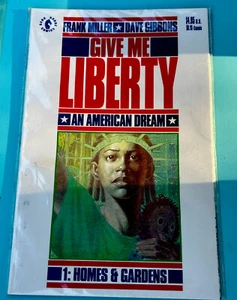 FRANK MILLER ★ DAVE GIBBONS
GIVE ME
LIBERTY
★ AN AMERICAN DREAM ★
1: HOMES & GARDENS